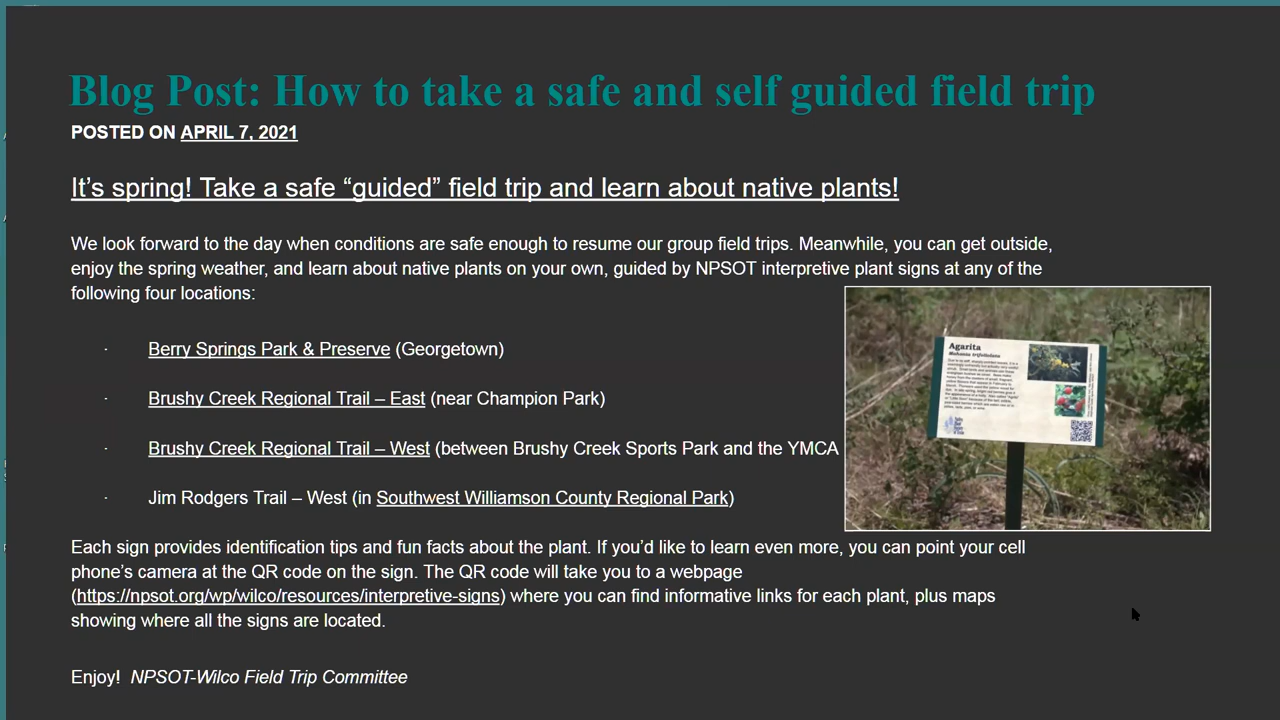 Blog Post: How to take a safe and self guided field trip
POSTED ON APRIL 7, 2021
It’s spring! Take a safe “guided” field trip and learn about native plants!
We look forward to the day when conditions are safe enough to resume our group field trips. Meanwhile, you can get outside,
enjoy the spring weather, and learn about native plants on your own, guided by NPSOT interpretive plant signs at any of the
following four locations:
· Berry Springs Park & Preserve (Georgetown)
· Brushy Creek Regional Trail – East (near Champion Park)
· Brushy Creek Regional Trail – West (between Brushy Creek Sports Park and the YMCA
· Jim Rodgers Trail – West (in Southwest Williamson County Regional Park)
Agarita
Each sign provides identification tips and fun facts about the plant. If you’d like to learn even more, you can point your cell
phone’s camera at the QR code on the sign. The QR code will take you to a webpage
(https://npsot.org/wp/wilco/resources/interpretive-signs) where you can find informative links for each plant, plus maps
showing where all the signs are located.
Enjoy! NPSOT-Wilco Field Trip Committee